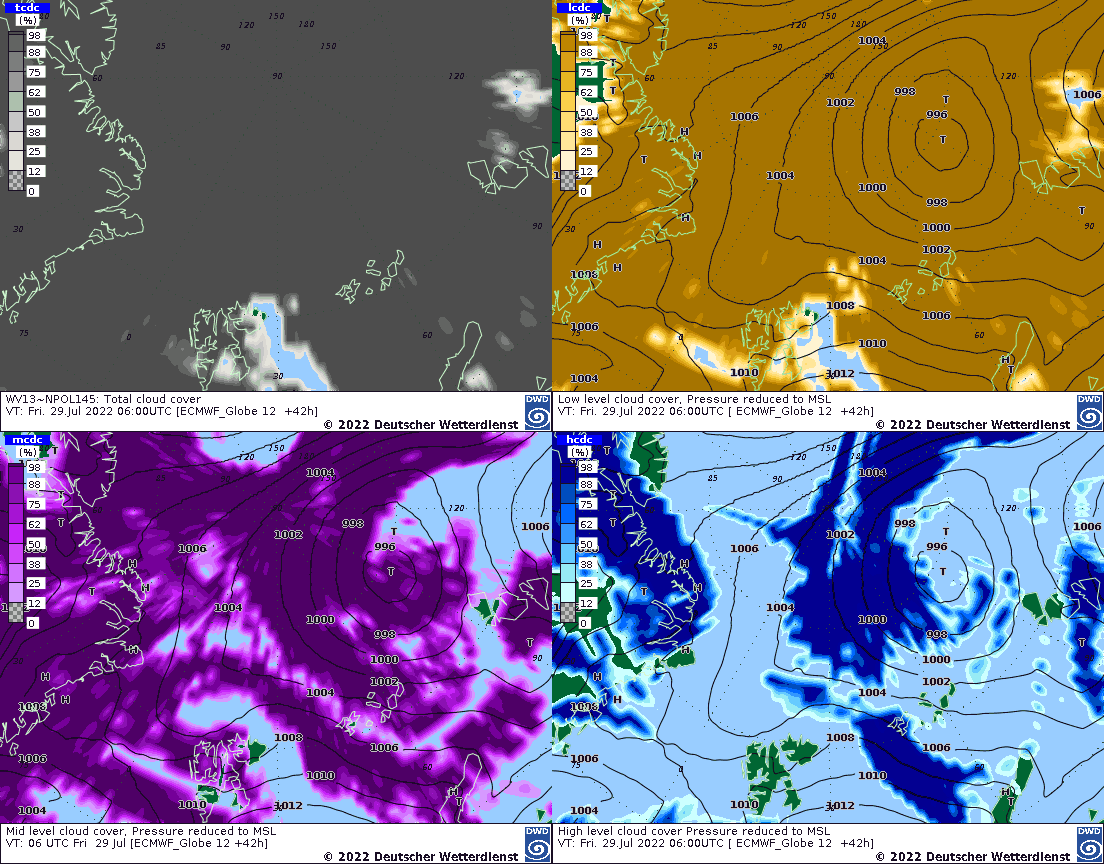 tcdc
(%)
98
88
75
62
50
38
25
12
0
120
150
180
85
90
150
60
90
120
30
90
75
0
60
30
WV13~NPOL145: Total cloud cover
VT: Fri. 29.Jul 2022 06:00UTC [ECMWF_Globe 12 +42h]
DWD
© 2022 Deutscher Wetterdienst
lcdc
(%)
98
88
75
62
50
38
25
12
0
120
150
180
85
90
1004
150
60
90
120
998
T
1006
1002
996
1006
T
H
T
H
1004
1000
998
T
H
30
1000
90
H
1002
1004
H
1008
1008
1006
1006
75
0
60
1010
H
T
1004
1010
1012
Low level cloud cover, Pressure reduced to MSL
VT: Fri. 29.Jul 2022 06:00UTC [ ECMWF_Globe 12 +42h]
DWD
© 2022 Deutscher Wetterdienst
mcdc
(%)
98
88
75
62
50
38
25
12
0
T
120
150
1004
85
T
120
T
998
T
1002
996
1006
1006
H
T
T
H
1004
1000
998
T
H
1000
90
H
1002
1004
H
1008
1008
1006
1006
60
1010
H
T
1004
1010
1012
Mid level cloud cover, Pressure reduced to MSL
VT: 06 UTC Fri 29 Jul [ECMWF_Globe 12 +42h]
DWD
© 2022 Deutscher Wetterdienst
hcdc
(%)
98
88
75
62
50
38
25
12
0
T
120
150
180
85
1004
120
998
T
1002
996
1006
1006
H
T
T
H
1004
1000
998
T
H
1000
H
1002
1004
H
1008
1008
1006
1006
75
0
1010
H
T
1004
1010
1012
High level cloud cover Pressure reduced to MSL
VT: Fri. 29.Jul 2022 06:00UTC [ ECMWF_Globe 12 +42h]
DWD
© 2022 Deutscher Wetterdienst